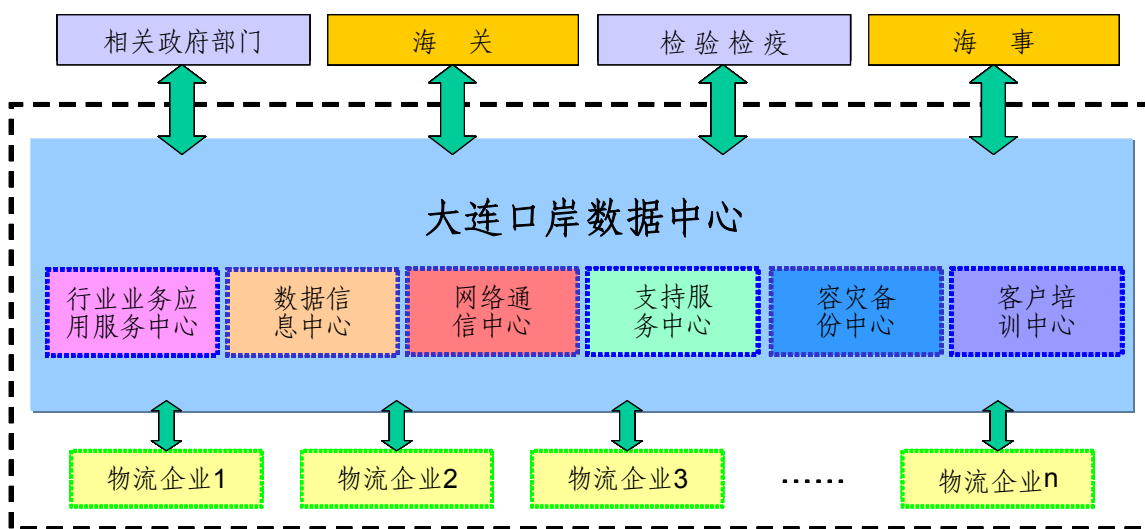 相关政府部门
海 关
检验检疫
海 事
大连口岸数据中心
行业业务应
用服务中心
数据信
息中心
网络通
信中心
支持服
务中心
容灾备
份中心
客户培
训中心
物流企业1
物流企业2
物流企业3
……
物流企业n